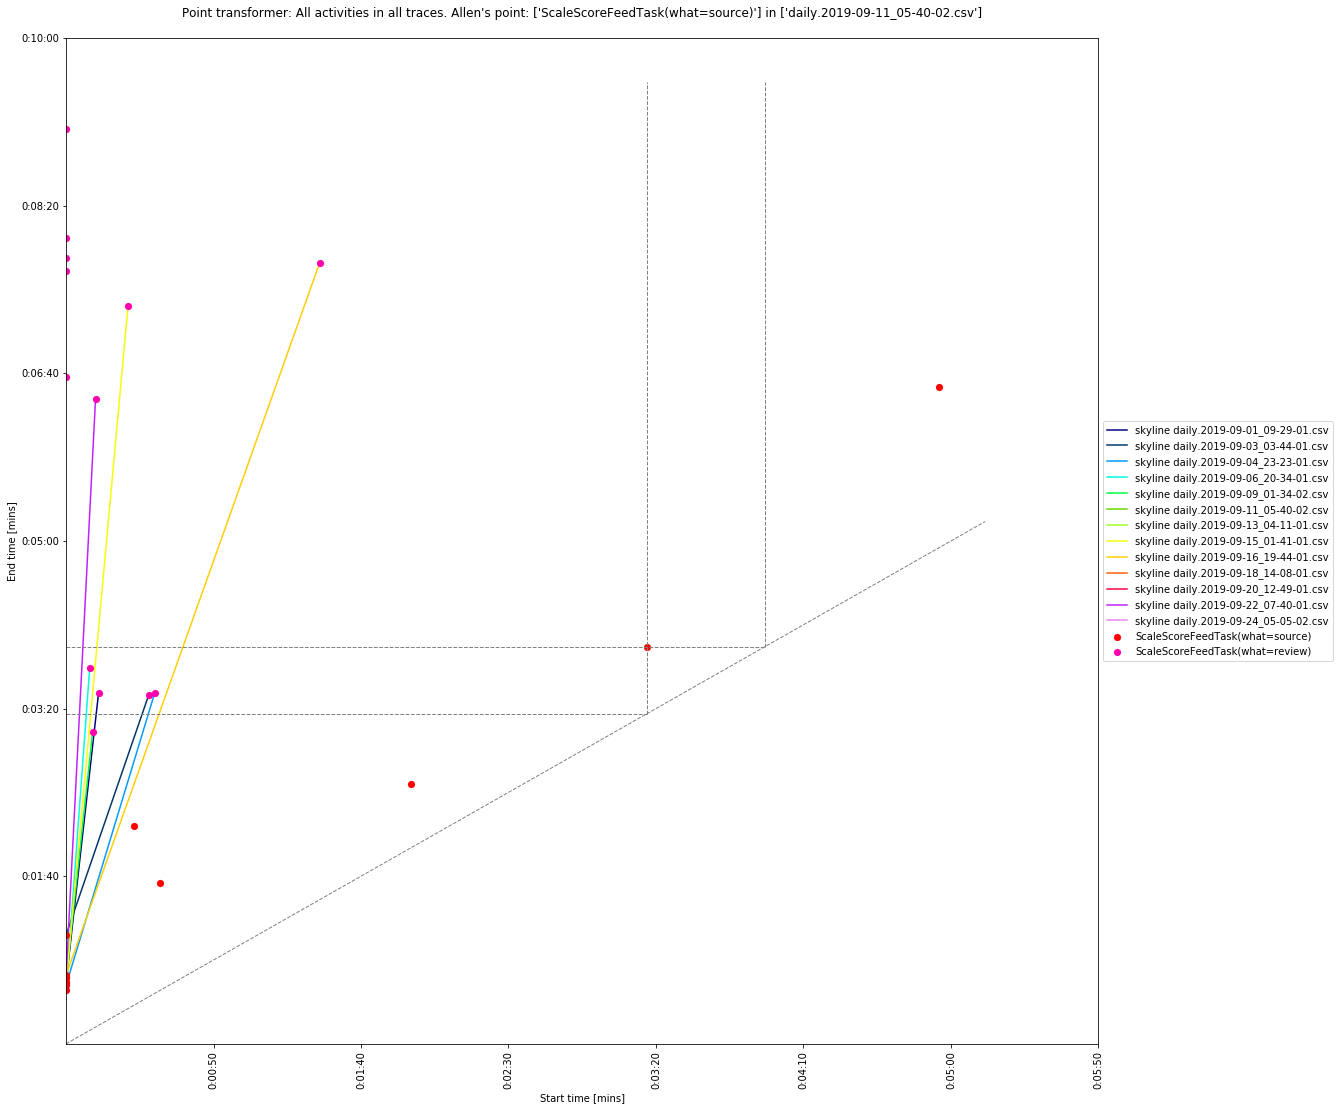 Point transformer: All activities in all traces. Allen's point: ['ScaleScoreFeedTask(what=source)'] in ['daily.2019-09-11_05-40-02.csv']
0:10:00
0:08:20
0:06:40
0:05:00
0:03:20
0:01:40
End time [mins]
0:00:50
0:01:40
0:02:30
0:03:20
0:04:10
0:05:00
0:05:50
Start time [mins]
skyline daily.2019-09-01_09-29-01.csv
skyline daily.2019-09-03_03-44-01.csv
skyline daily.2019-09-04_23-23-01.csv
skyline daily.2019-09-06_20-34-01.csv
skyline daily.2019-09-09_01-34-02.csv
skyline daily.2019-09-11_05-40-02.csv
skyline daily.2019-09-13_04-11-01.csv
skyline daily.2019-09-15_01-41-01.csv
skyline daily.2019-09-16_19-44-01.csv
skyline daily.2019-09-18_14-08-01.csv
skyline daily.2019-09-20_12-49-01.csv
skyline daily.2019-09-22_07-40-01.csv
skyline daily.2019-09-24_05-05-02.csv
ScaleScoreFeedTask(what=source)
ScaleScoreFeedTask(what=review)